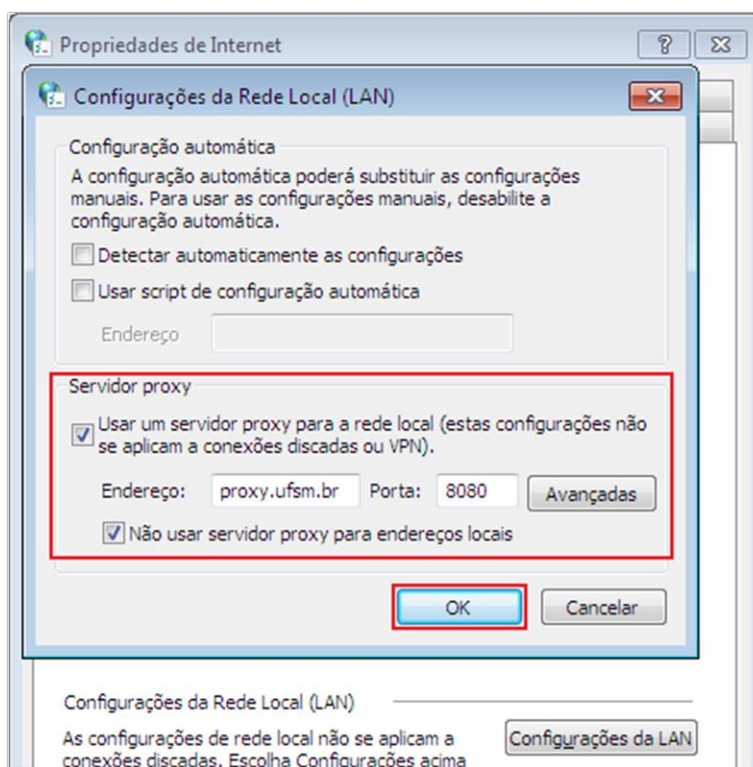 Propriedades de Internet
Configurações da Rede Local (LAN)
Configuração automática
A configuração automática poderá substituir as configurações
manuais. Para usar as configurações manuais, desabilite a
configuração automática.
Detectar automaticamente as configurações
Usar script de configuração automática
Endereço
Servidor proxy
Usar um servidor proxy para a rede local (estas configurações não
se aplicam a conexões discadas ou VPN).
Endereço: proxy.ufsm.br Porta: 8080 Avançadas
Não usar servidor proxy para endereços locais
OK Cancelar
Configurações da Rede Local (LAN)
As configurações de rede local não se aplicam a
conexões discadas. Escolha Configurações acima
Configurações da LAN